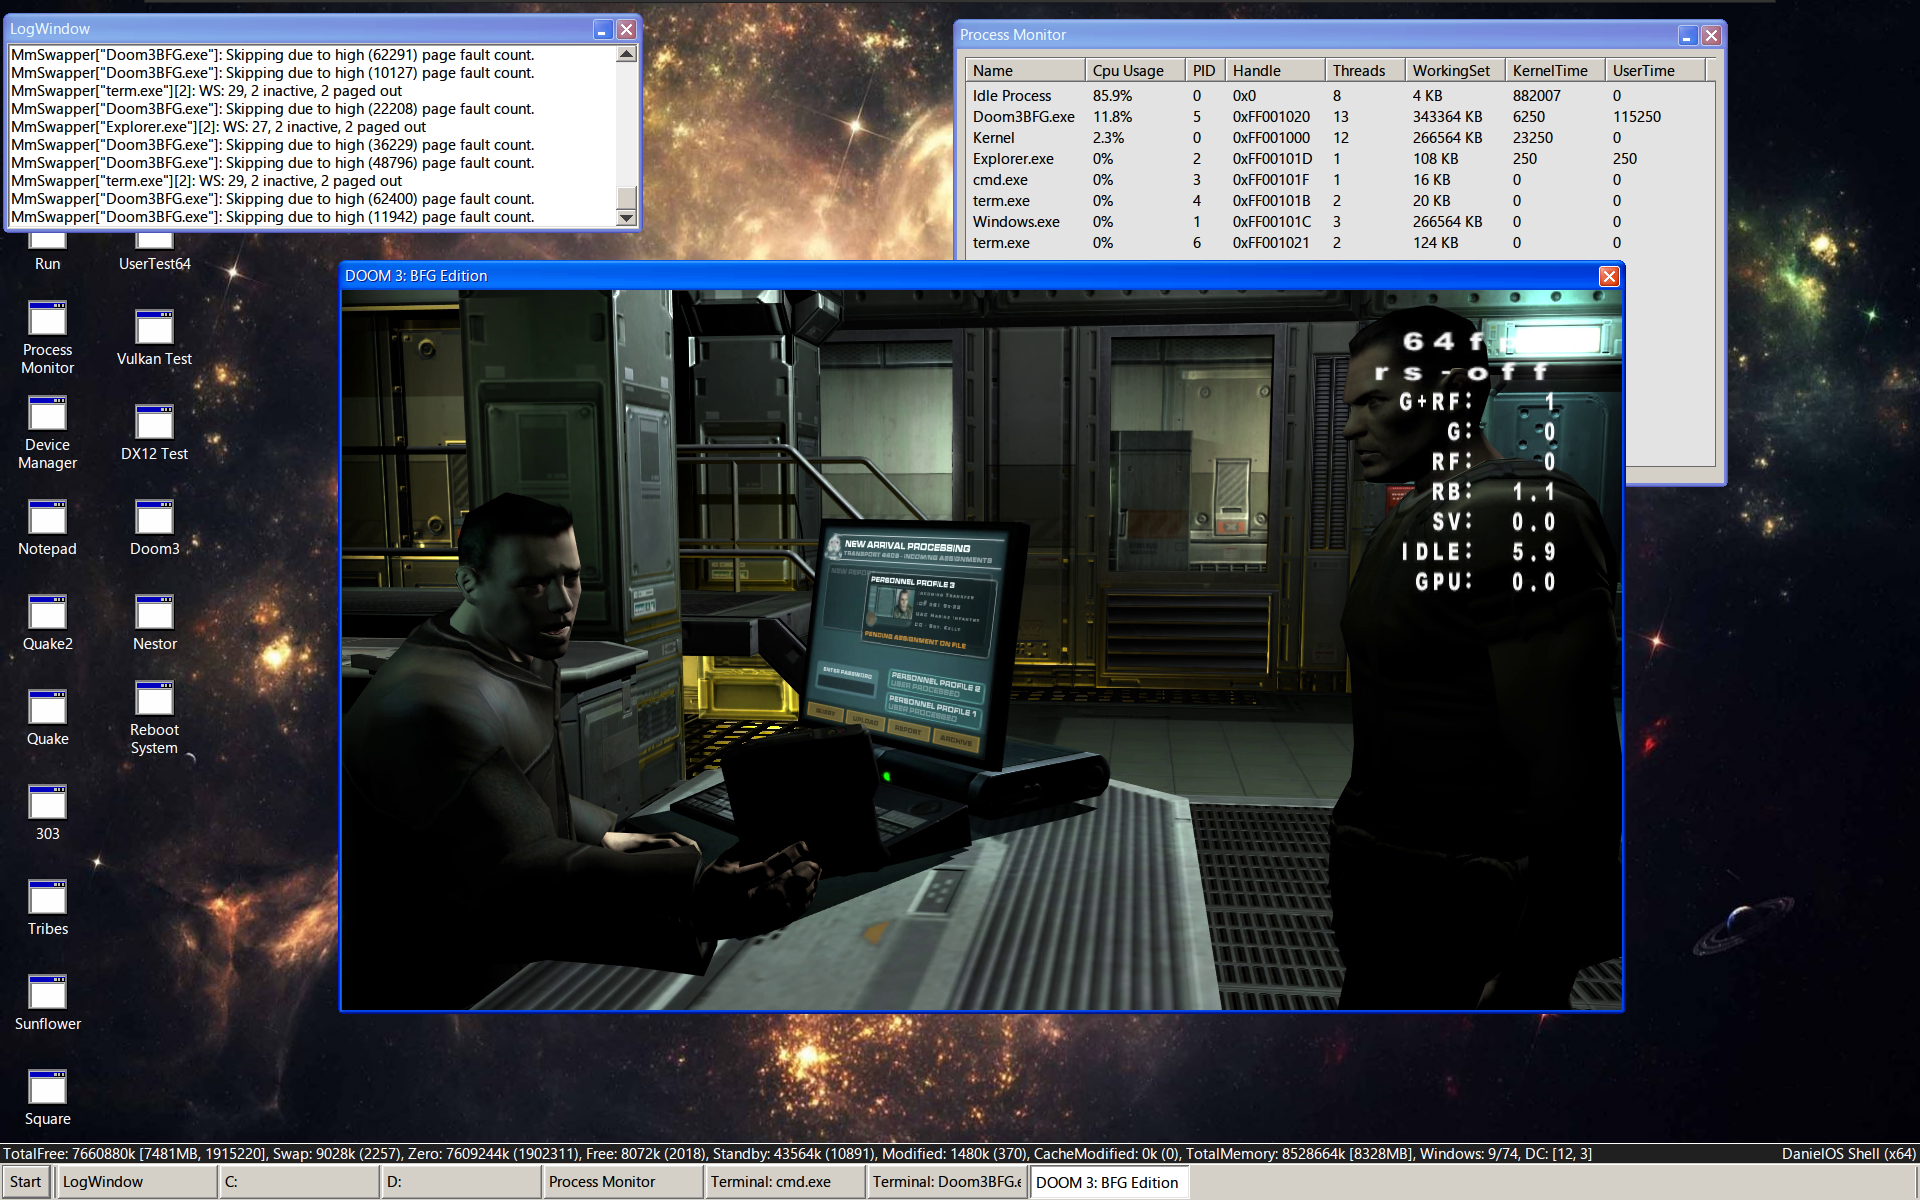 LogWindow
MmSwapper["Doom3BFG.exe"]: Skipping due to high (62291) page fault count.
MmSwapper["Doom3BFG.exe"]: Skipping due to high (10127) page fault count.
MmSwapper["term.exe"][2]: WS: 29, 2 inactive, 2 paged out
MmSwapper["Doom3BFG.exe"]: Skipping due to high (22208) page fault count.
MmSwapper["Explorer.exe"][2]: WS: 27, 2 inactive, 2 paged out
MmSwapper["Doom3BFG.exe"]: Skipping due to high (36229) page fault count.
MmSwapper["Doom3BFG.exe"]: Skipping due to high (48796) page fault count.
MmSwapper["term.exe"][2]: WS: 29, 2 inactive, 2 paged out
MmSwapper["Doom3BFG.exe"]: Skipping due to high (62400) page fault count.
MmSwapper["Doom3BFG.exe"]: Skipping due to high (11942) page fault count.
Process Monitor
Name Cpu Usage PID Handle Threads WorkingSet KernelTime UserTime
Idle Process 85.9% 0 0x0 8 4 KB 882007 0
Doom3BFG.exe 11.8% 5 0xFF001020 13 343364 KB 6250 115250
Kernel 2.3% 0 0xFF001000 12 266564 KB 23250 0
Explorer.exe 0% 2 0xFF00101D 1 108 KB 250 250
cmd.exe 0% 3 0xFF00101F 1 16 KB 0 0
term.exe 0% 4 0xFF00101B 2 20 KB 0 0
Windows.exe 0% 1 0xFF00101C 3 266564 KB 0 0
term.exe 0% 6 0xFF001021 2 124 KB 0 0
Run
UserTest64
Process
Monitor
Vulkan Test
Device
Manager
DX12 Test
Notepad
Doom3
Quake2
Nestor
Quake
Reboot
System
303
Tribes
Sunflower
Square
DOOM 3: BFG Edition
64f
rs-off
G+RF: 1
G: 0
RF: 0
RB: 1.1
SV: 0.0
IDLE: 5.9
GPU: 0.0
NEW ARRIVAL PROCESSING
INCOMING ASSIGNMENTS
PERSONNEL PROFILE 3
INCOMING TRANSFER
PENDING ASSIGNMENT ON FILE
ENTER PASSWORD
PERSONNEL PROFILE 2
USER PROCESSED
PERSONNEL PROFILE 1
USER PROCESSED
UPLOAD
REPORT
ARCHIVE
TotalFree: 7660880k [7481MB, 1915220], Swap: 9028k (2257), Zero: 7609244k (1902311), Free: 8072k (2018), Standby: 43564k (10891), Modified: 1480k (370), CacheModified: 0k (0), TotalMemory: 8528664k [8328MB], Windows: 9/74, DC: [12, 3]
DanielOS Shell (x64)
Start
LogWindow
C:
D:
Process Monitor
Terminal: cmd.exe
Terminal: Doom3BFG.e
DOOM 3: BFG Edition